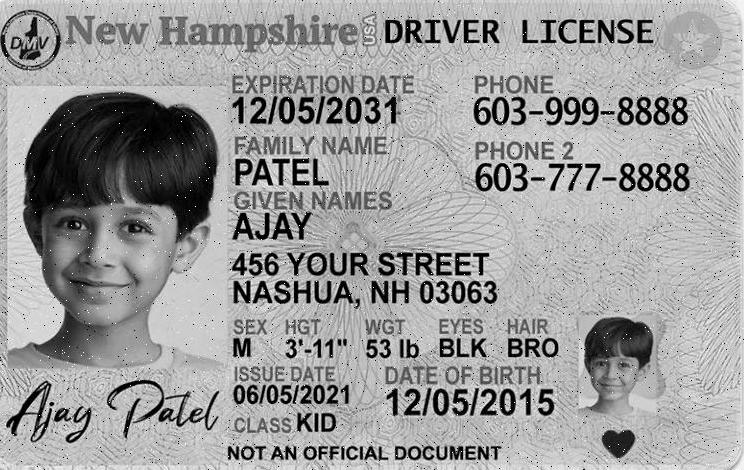 DMV New Hampshire USA DRIVER LICENSE
EXPIRATION DATE PHONE
12/05/2031 603-999-8888
FAMILY NAME PHONE 2
PATEL 603-777-8888
GIVEN NAMES
AJAY
456 YOUR STREET
NASHUA, NH 03063
SEX HGT WGT EYES HAIR
M 3'-11" 53 lb BLK BRO
ISSUE DATE DATE OF BIRTH
06/05/2021 12/05/2015
CLASS KID
Ajay Patel
NOT AN OFFICIAL DOCUMENT